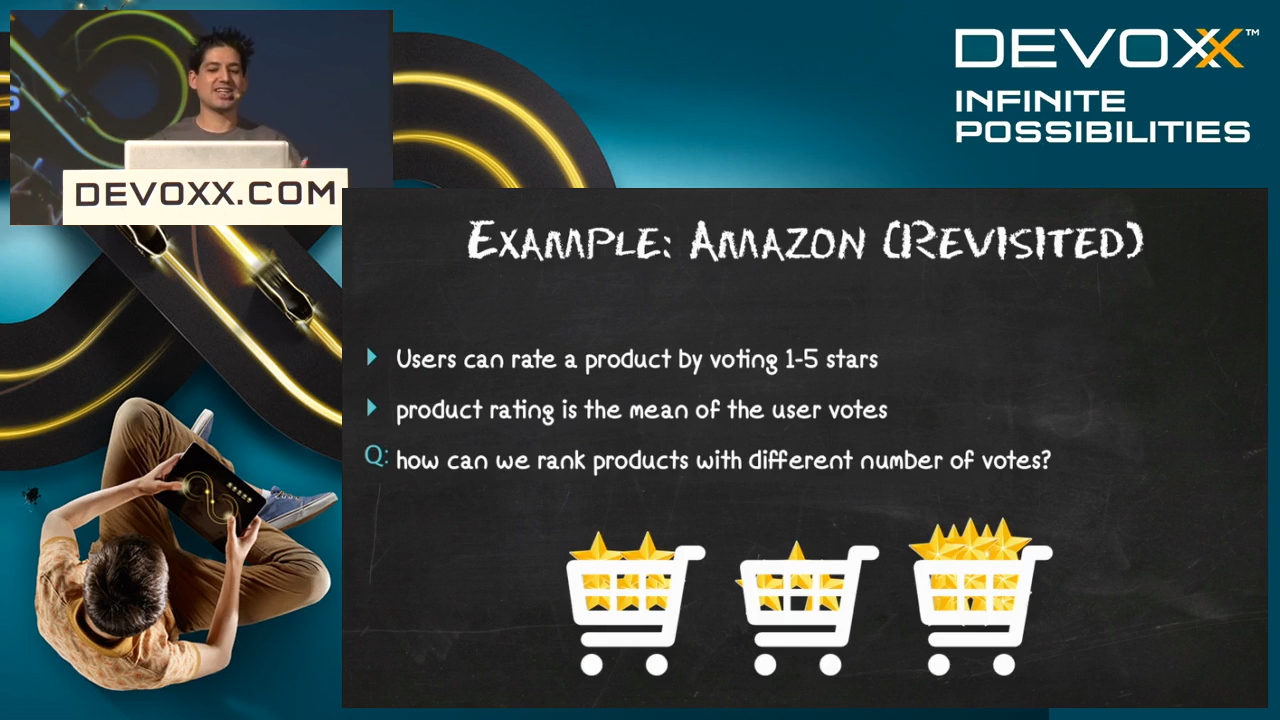 DEVOXX™
INFINITE
POSSIBILITIES
DEVOXX.COM
EXAMPLE: AMAZON (REVISITED)
Users can rate a product by voting 1-5 stars
product rating is the mean of the user votes
Q: how can we rank products with different number of votes?